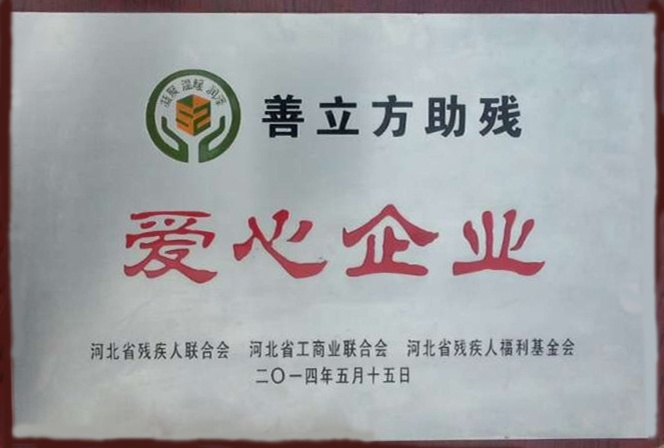 善立方助残
爱心企业
河北省残疾人联合会 河北省工商业联合会 河北省残疾人福利基金会
二〇一四年五月十五日